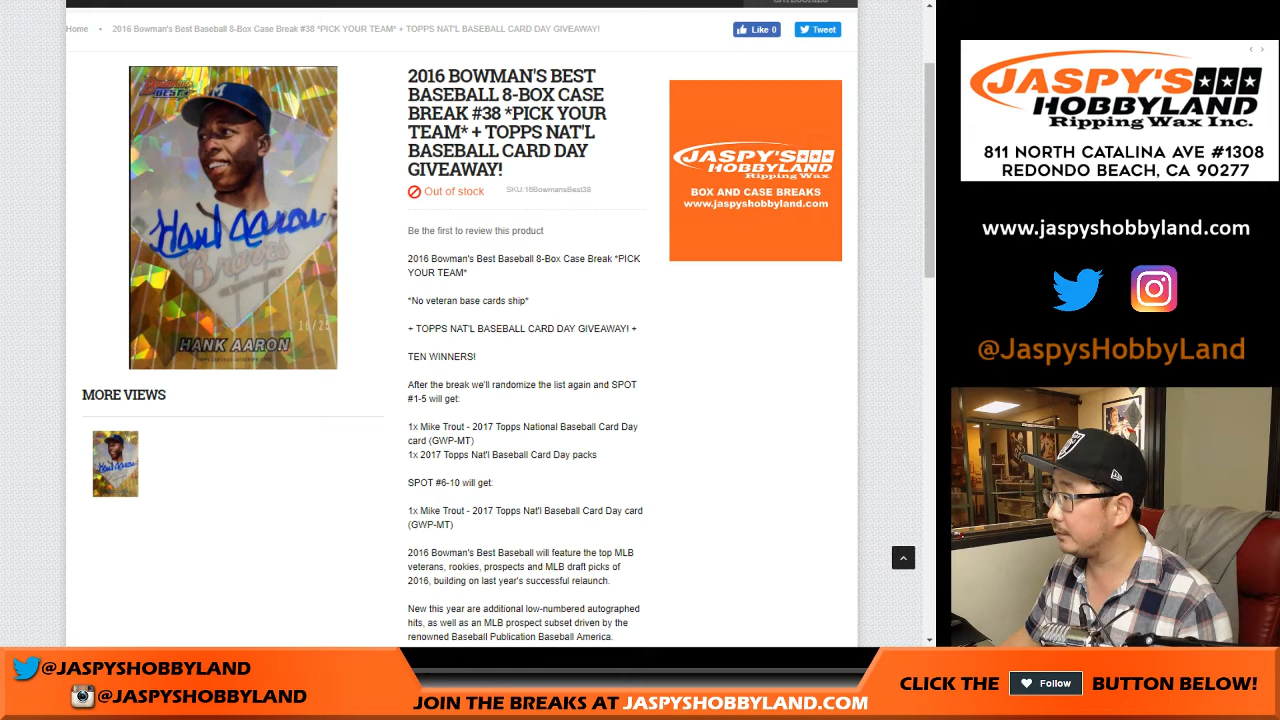 CATEGORIES
Home • 2016 Bowman's Best Baseball 8-Box Case Break #38 *PICK YOUR TEAM* + TOPPS NAT'L BASEBALL CARD DAY GIVEAWAY!
Like 0
Tweet
Bowman's
BEST
M
Hank Aaron
Braves
16/25
HANK AARON
MORE VIEWS
2016 BOWMAN'S BEST
BASEBALL 8-BOX CASE
BREAK #38 *PICK YOUR
TEAM* + TOPPS NAT'L
BASEBALL CARD DAY
GIVEAWAY!
Out of stock
SKU:16BowmansBest38
Be the first to review this product
2016 Bowman's Best Baseball 8-Box Case Break *PICK
YOUR TEAM*
*No veteran base cards ship*
+ TOPPS NAT'L BASEBALL CARD DAY GIVEAWAY! +
TEN WINNERS!
After the break we'll randomize the list again and SPOT
#1-5 will get:
1x Mike Trout - 2017 Topps National Baseball Card Day
card (GWP-MT)
1x 2017 Topps Nat'l Baseball Card Day packs
SPOT #6-10 will get:
1x Mike Trout - 2017 Topps Nat'l Baseball Card Day card
(GWP-MT)
2016 Bowman's Best Baseball will feature the top MLB
veterans, rookies, prospects and MLB draft picks of
2016, building on last year's successful relaunch.
New this year are additional low-numbered autographed
hits, as well as an MLB prospect subset driven by the
renowned Baseball Publication Baseball America.
JASPY'S
HOBBYLAND
Ripping Wax
BOX AND CASE BREAKS
www.jaspyshobbyland.com
JASPY'S
HOBBYLAND
Ripping Wax Inc.
811 NORTH CATALINA AVE #1308
REDONDO BEACH, CA 90277
www.jaspyshobbyland.com
@JaspysHobbyLand
@JASPYSHOBBYLAND
@JASPYSHOBBYLAND
JOIN THE BREAKS AT JASPYSHOBBYLAND.COM
CLICK THE Follow BUTTON BELOW!